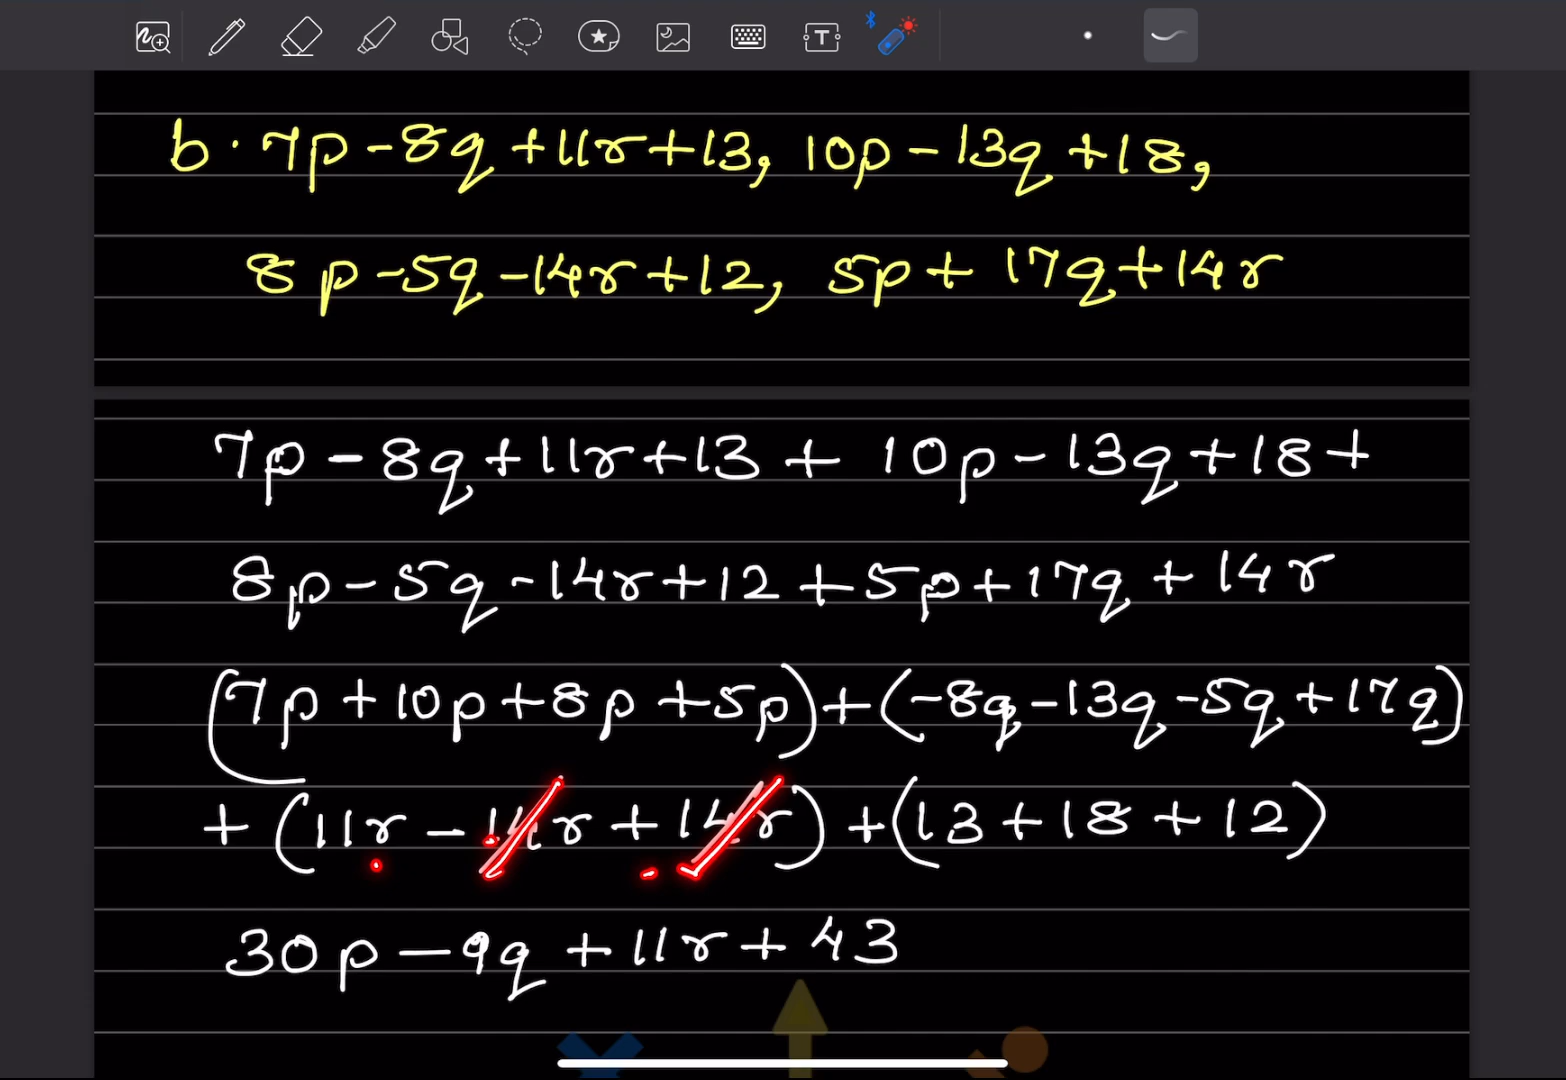 b. 7p-8q+11r+13, 10p-13q+18,
8p-5q-14r+12, 5p+17q+14r
7p-8q+11r+13 + 10p-13q+18+
8p-5q-14r+12+5p+17q+14r
(7p+10p+8p+5p)+(-8q-13q-5q+17q)
+(11r-14r+14r)+(13+18+12)
30p-9q+11r+43